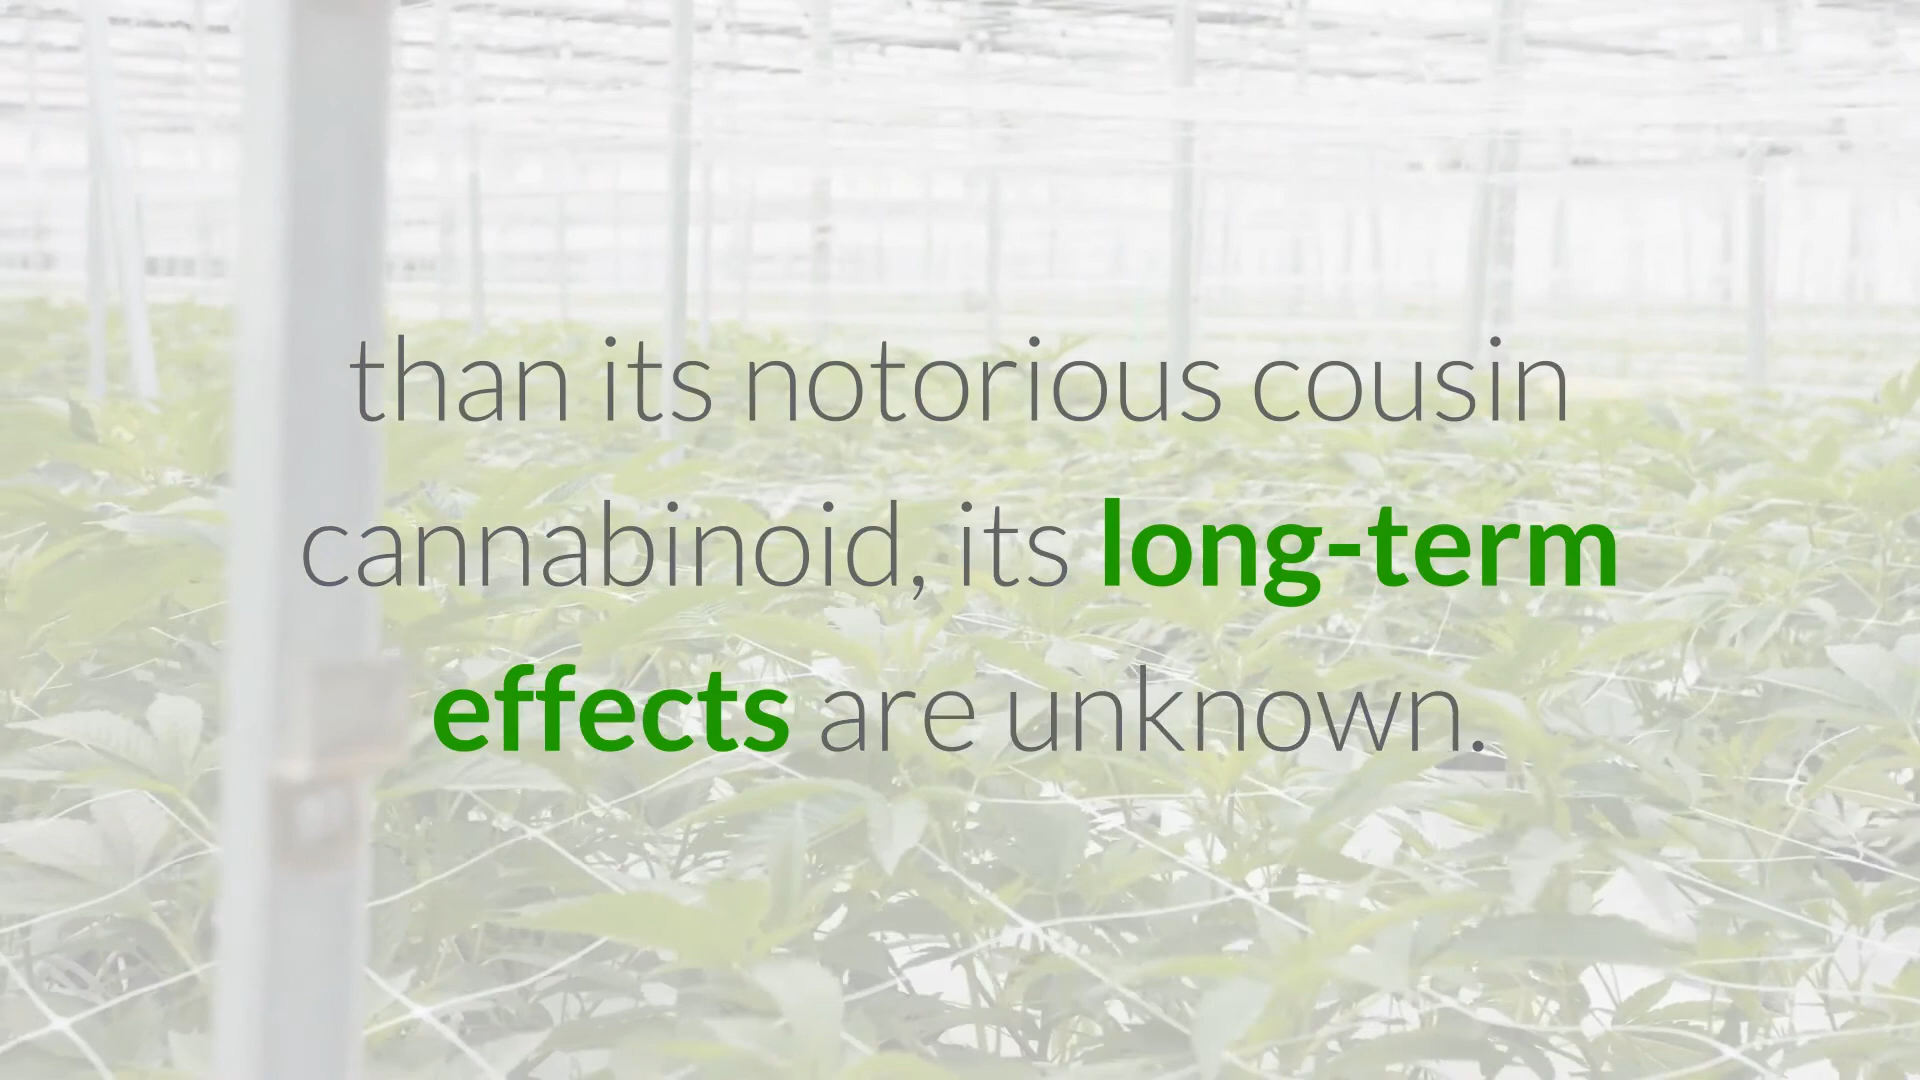 than its notorious cousin
cannabinoid, its long-term
effects are unknown.